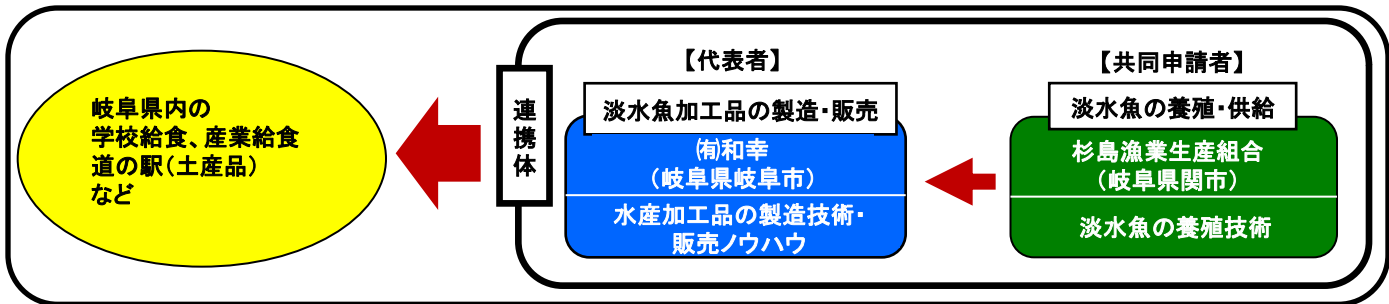 岐阜県内の
学校給食、産業給食
道の駅（土産品）
など
連携体
【代表者】
淡水魚加工品の製造・販売
㈲和幸
（岐阜県岐阜市）
水産加工品の製造技術・
販売ノウハウ
【共同申請者】
淡水魚の養殖・供給
杉島漁業生産組合
（岐阜県関市）
淡水魚の養殖技術